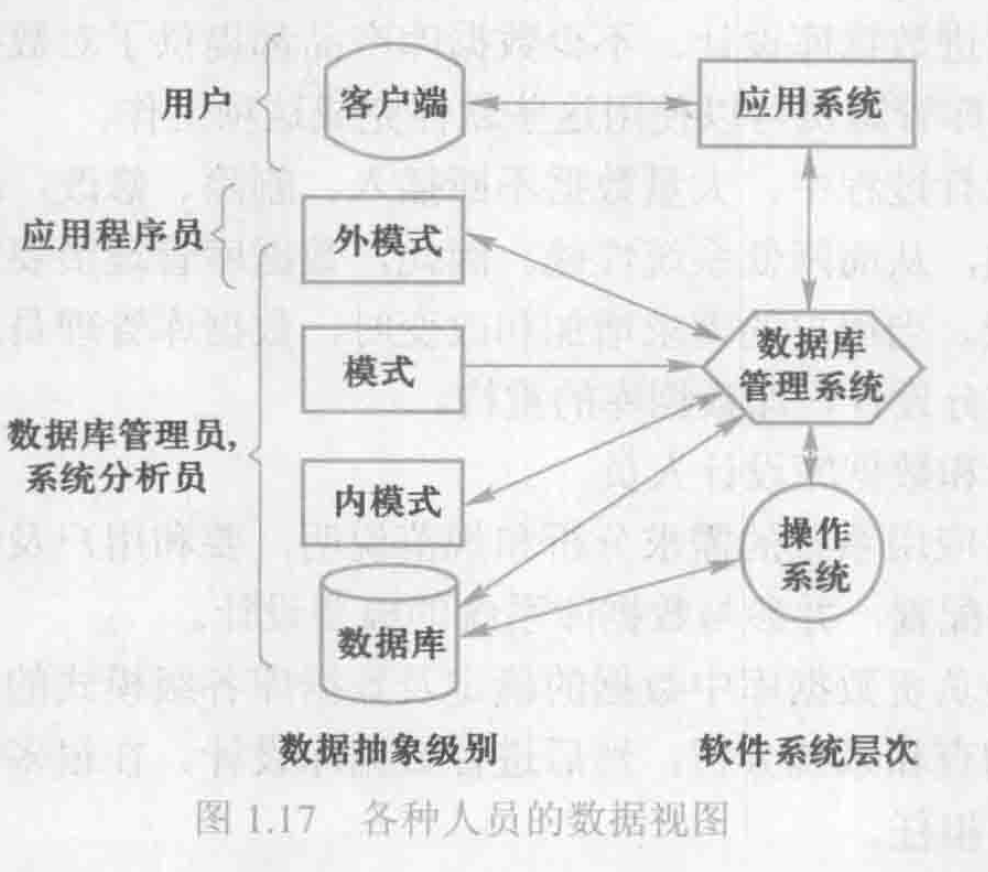 用户
客户端
应用系统
应用程序员
外模式
模式
数据库
管理系统
数据库管理员,
系统分析员
内模式
操作
系统
数据库
数据抽象级别
软件系统层次
图 1.17 各种人员的数据视图